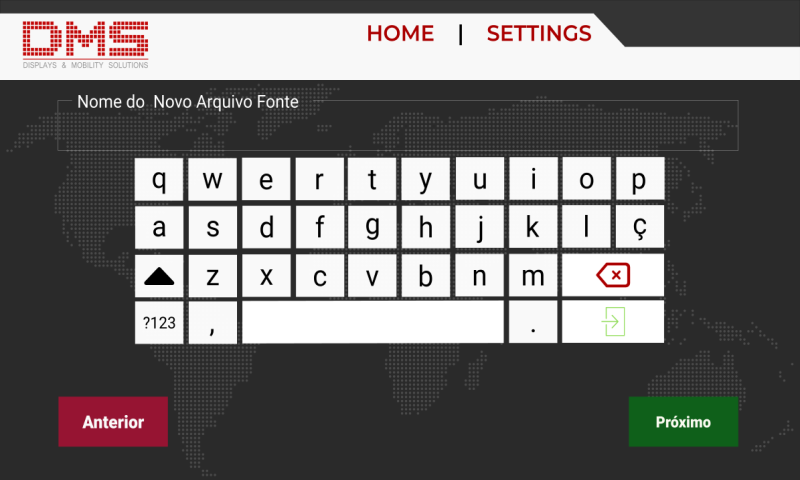 DMS
DISPLAYS & MOBILITY SOLUTIONS
HOME | SETTINGS
Nome do Novo Arquivo Fonte
q w e r t y u i o p
a s d f g h j k l ç
z x c v b n m
?123 , .
Anterior
Próximo